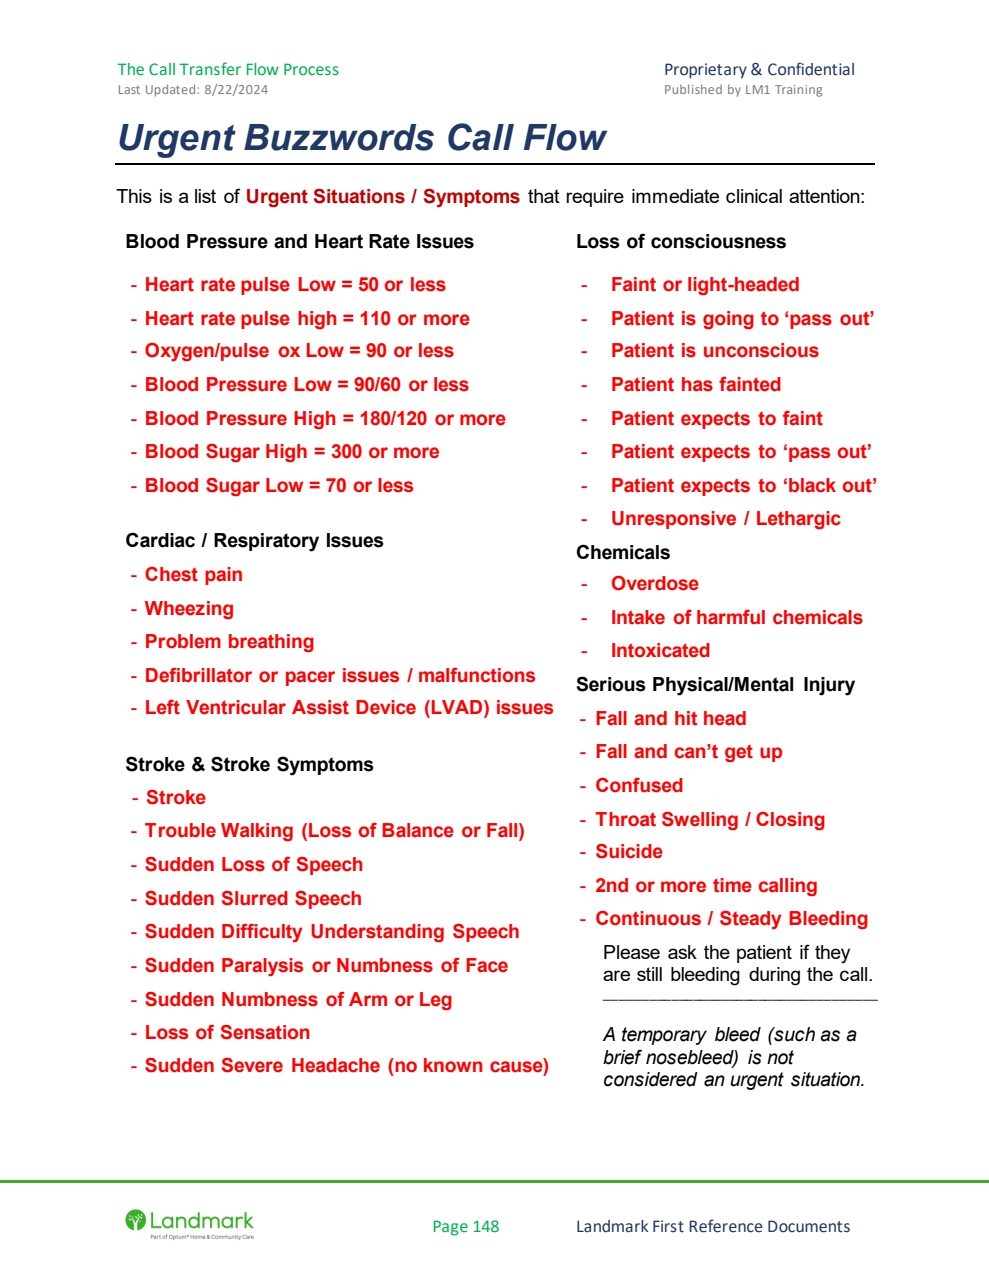 The Call Transfer Flow Process
Proprietary & Confidential
Last Updated: 8/22/2024
Published by LM1 Training
Urgent Buzzwords Call Flow
This is a list of Urgent Situations / Symptoms that require immediate clinical attention:
Blood Pressure and Heart Rate Issues
- Heart rate pulse Low = 50 or less
- Heart rate pulse high = 110 or more
- Oxygen/pulse ox Low = 90 or less
- Blood Pressure Low = 90/60 or less
- Blood Pressure High = 180/120 or more
- Blood Sugar High = 300 or more
- Blood Sugar Low = 70 or less
Cardiac / Respiratory Issues
- Chest pain
- Wheezing
- Problem breathing
- Defibrillator or pacer issues / malfunctions
- Left Ventricular Assist Device (LVAD) issues
Stroke & Stroke Symptoms
- Stroke
- Trouble Walking (Loss of Balance or Fall)
- Sudden Loss of Speech
- Sudden Slurred Speech
- Sudden Difficulty Understanding Speech
- Sudden Paralysis or Numbness of Face
- Sudden Numbness of Arm or Leg
- Loss of Sensation
- Sudden Severe Headache (no known cause)
Loss of consciousness
- Faint or light-headed
- Patient is going to ‘pass out’
- Patient is unconscious
- Patient has fainted
- Patient expects to faint
- Patient expects to ‘pass out’
- Patient expects to ‘black out’
- Unresponsive / Lethargic
Chemicals
- Overdose
- Intake of harmful chemicals
- Intoxicated
Serious Physical/Mental Injury
- Fall and hit head
- Fall and can’t get up
- Confused
- Throat Swelling / Closing
- Suicide
- 2nd or more time calling
- Continuous / Steady Bleeding
Please ask the patient if they
are still bleeding during the call.
A temporary bleed (such as a
brief nosebleed) is not
considered an urgent situation.
Landmark
Part of Optum® Home & Community Care
Page 148
Landmark First Reference Documents